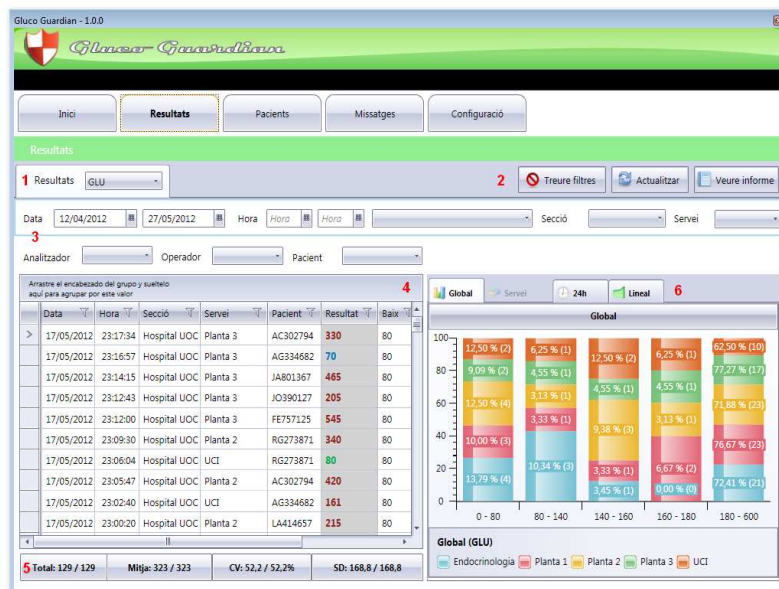 Gluco Guardian - 1.0.0
Gluco-Guardian
Inici Resultats Pacients Missatges Configuració
Resultats
1 Resultats GLU 2 Treure filtres Actualitzar Veure informe
Data 12/04/2012 27/05/2012 Hora Hora Hora Secció Servei
3
Analitzador Operador Pacient
Arrastre el encabezado del grupo y sueltelo
aquí para agrupar por este valor
4
Data Hora Secció Servei Pacient Resultat Baix
> 17/05/2012 23:17:34 Hospital UOC Planta 3 AC302794 330 80
17/05/2012 23:16:57 Hospital UOC Planta 3 AG334682 70 80
17/05/2012 23:14:15 Hospital UOC Planta 3 JA801367 465 80
17/05/2012 23:12:43 Hospital UOC Planta 3 JO390127 205 80
17/05/2012 23:12:00 Hospital UOC Planta 3 FE757125 545 80
17/05/2012 23:09:30 Hospital UOC Planta 2 RG273871 340 80
17/05/2012 23:06:04 Hospital UOC UCI RG273871 80 80
17/05/2012 23:05:47 Hospital UOC Planta 2 AC302794 420 80
17/05/2012 23:02:40 Hospital UOC UCI AG334682 161 80
17/05/2012 23:00:20 Hospital UOC Planta 2 LA414657 215 80
5 Total: 129 / 129 Mitja: 323 / 323 CV: 52,2 / 52,2% SD: 168,8 / 168,8
Global Servei 24h Lineal 6
Global
100
80
60
40
20
0
12,50 % (2) 6,25 % (1) 12,50 % (2) 6,25 % (1) 62,50 % (10)
9,09 % (2) 4,55 % (1) 4,55 % (1) 4,55 % (1) 77,27 % (17)
12,50 % (4) 3,13 % (1) 9,38 % (3) 3,13 % (1) 71,88 % (23)
10,00 % (3) 3,33 % (1) 3,33 % (1) 6,67 % (2) 76,67 % (23)
13,79 % (4) 10,34 % (3) 3,45 % (1) 0,00 % (0) 72,41 % (21)
0 - 80 80 - 140 140 - 160 160 - 180 180 - 600
Global (GLU)
Endocrinologia Planta 1 Planta 2 Planta 3 UCI